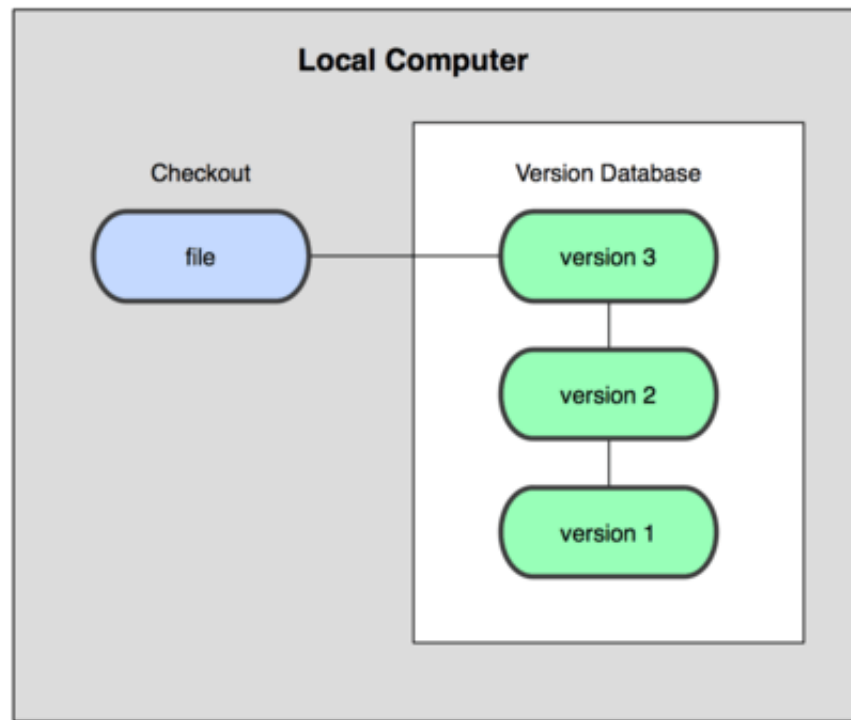 Local Computer
Checkout
Version Database
file
version 3
version 2
version 1